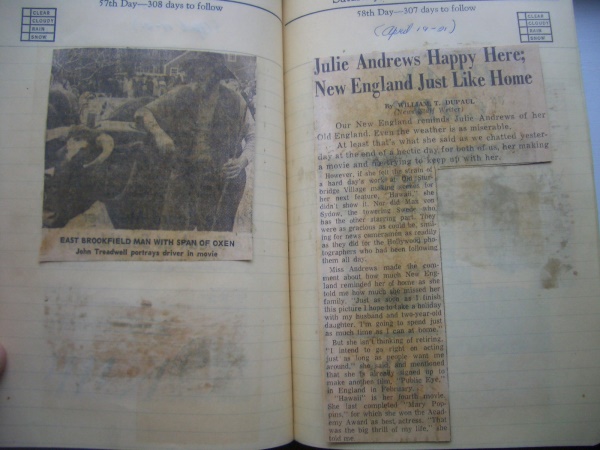 57th Day—308 days to follow
CLEAR
CLOUDY
RAIN
SNOW
EAST BROOKFIELD MAN WITH SPAN OF OXEN
John Treadwell portrays driver in movie
58th Day—307 days to follow
CLEAR
CLOUDY
RAIN
SNOW
Julie Andrews Happy Here;
New England Just Like Home
By WILLIAM T. DUPAUL
Our New England reminds Julie Andrews of her
Old England. Even the weather is miserable.
At least that's what she said as we chatted yester-
day at the end of a hectic day for both of us, her making
a movie and me trying to keep up with her.
However, if she felt the strain of
a hard day's work at Old Stur-
bridge Village making scenes for
her next feature, "Hawaii," she
didn't show it. Nor did Max von
Sydow, the towering Swede who
has the other starring part. They
were as gracious as could be, smil-
ing for news cameramen as readily
as they did for the Hollywood pho-
tographers who had been following
them all day.
Miss Andrews made the com-
ment about how much New Eng-
land reminded her of home as she
told me how much she missed her
family. "Just as soon as I finish
this picture I hope to take a holiday
with my husband and two-year-old
daughter. I'm going to spend just
as much time as I can at home."
But she isn't thinking of retiring.
"I intend to go right on acting
just as long as people want me
around," she said and mentioned
that she is already signed up to
make another film, "Public Eye,"
in England in February.
"Hawaii" is her fourth movie.
She last completed "Mary Pop-
pins," for which she won the Acad-
emy Award as best actress. "That
was the big thrill of my life," she
told me